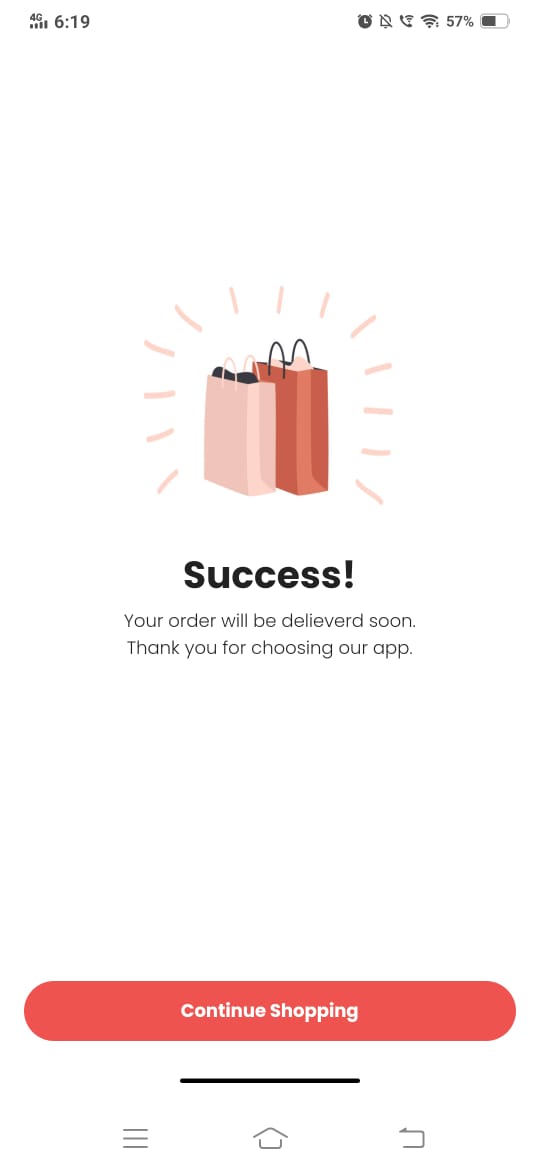 4G 6:19 57%
Success!
Your order will be delieverd soon.
Thank you for choosing our app.
Continue Shopping